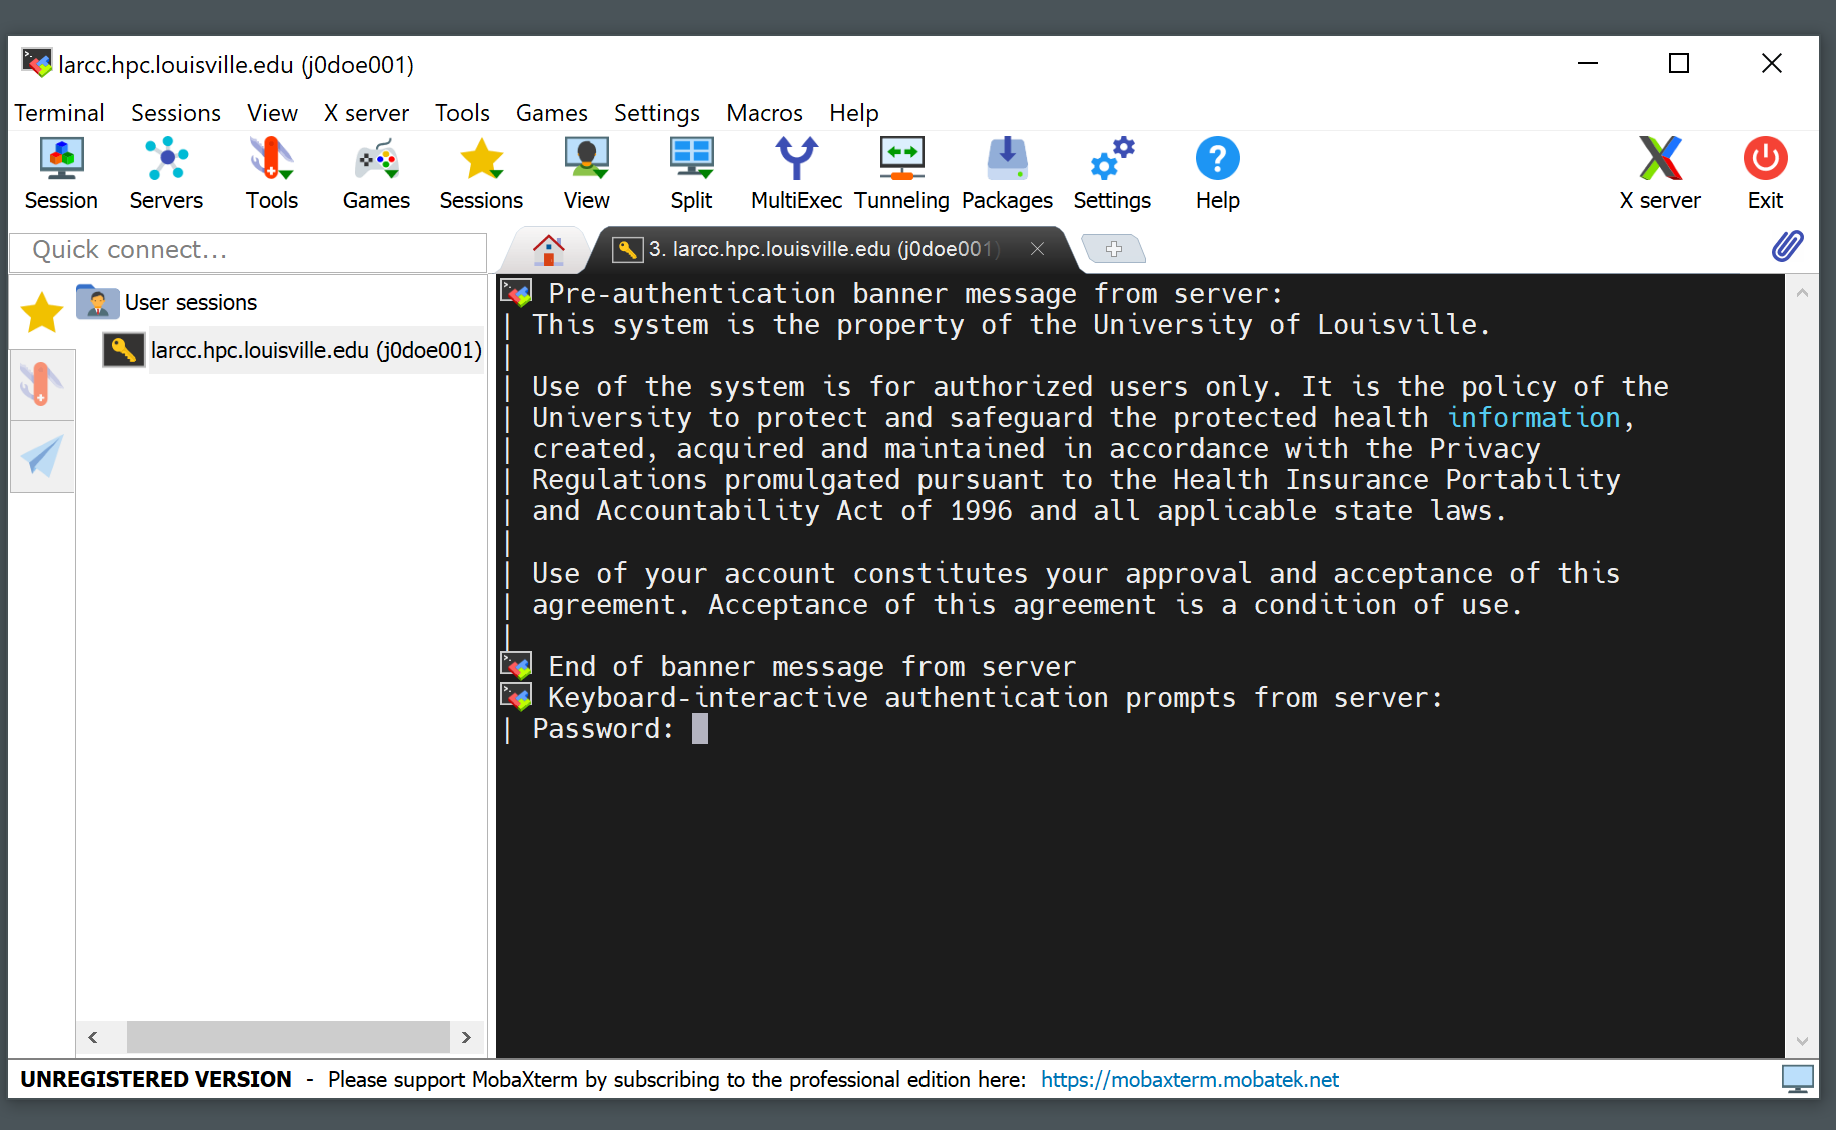 larcc.hpc.louisville.edu (j0doe001)
Terminal Sessions View X server Tools Games Settings Macros Help
Session Servers Tools Games Sessions View Split MultiExec Tunneling Packages Settings Help X server Exit
Quick connect...
3. larcc.hpc.louisville.edu (j0doe001)
User sessions
larcc.hpc.louisville.edu (j0doe001)
Pre-authentication banner message from server:
| This system is the property of the University of Louisville.
|
| Use of the system is for authorized users only. It is the policy of the
| University to protect and safeguard the protected health information,
| created, acquired and maintained in accordance with the Privacy
| Regulations promulgated pursuant to the Health Insurance Portability
| and Accountability Act of 1996 and all applicable state laws.
|
| Use of your account constitutes your approval and acceptance of this
| agreement. Acceptance of this agreement is a condition of use.
|
End of banner message from server
Keyboard-interactive authentication prompts from server:
| Password:
UNREGISTERED VERSION - Please support MobaXterm by subscribing to the professional edition here: https://mobaxterm.mobatek.net